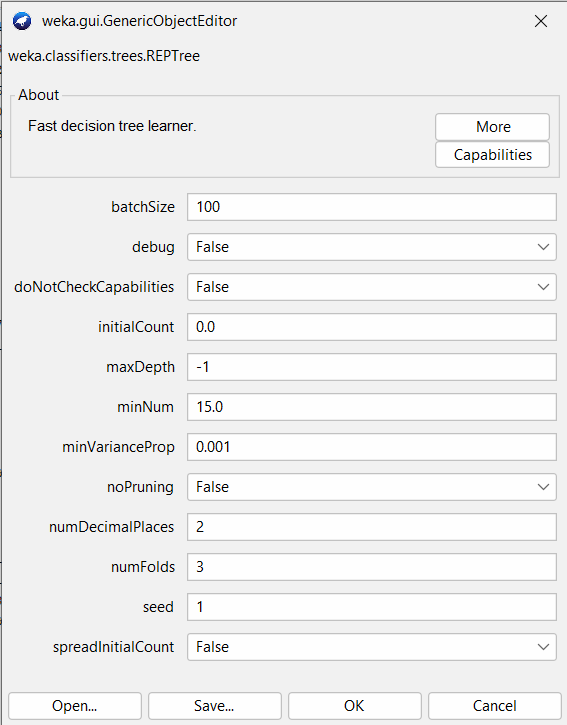 weka.gui.GenericObjectEditor
weka.classifiers.trees.REPTree
About
Fast decision tree learner.
More
Capabilities
batchSize 100
debug False
doNotCheckCapabilities False
initialCount 0.0
maxDepth -1
minNum 15.0
minVarianceProp 0.001
noPruning False
numDecimalPlaces 2
numFolds 3
seed 1
spreadInitialCount False
Open... Save... OK Cancel